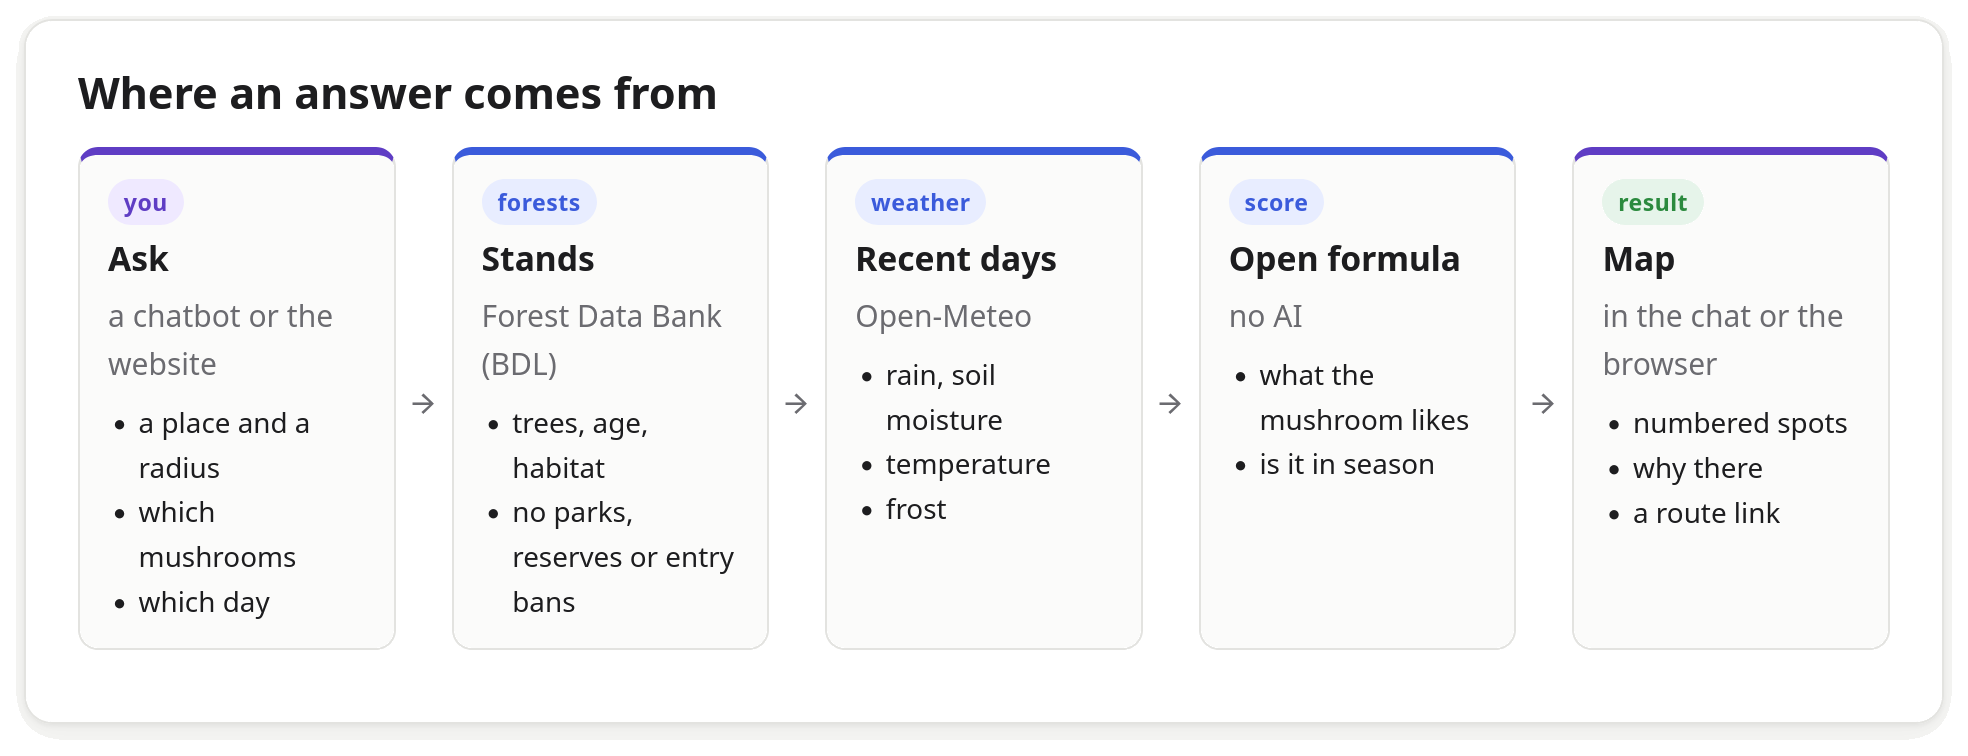 Where an answer comes from
you
Ask
a chatbot or the
website
• a place and a
radius
• which
mushrooms
• which day
→
forests
Stands
Forest Data Bank
(BDL)
• trees, age,
habitat
• no parks,
reserves or entry
bans
→
weather
Recent days
Open-Meteo
• rain, soil
moisture
• temperature
• frost
→
score
Open formula
no AI
• what the
mushroom likes
• is it in season
→
result
Map
in the chat or the
browser
• numbered spots
• why there
• a route link